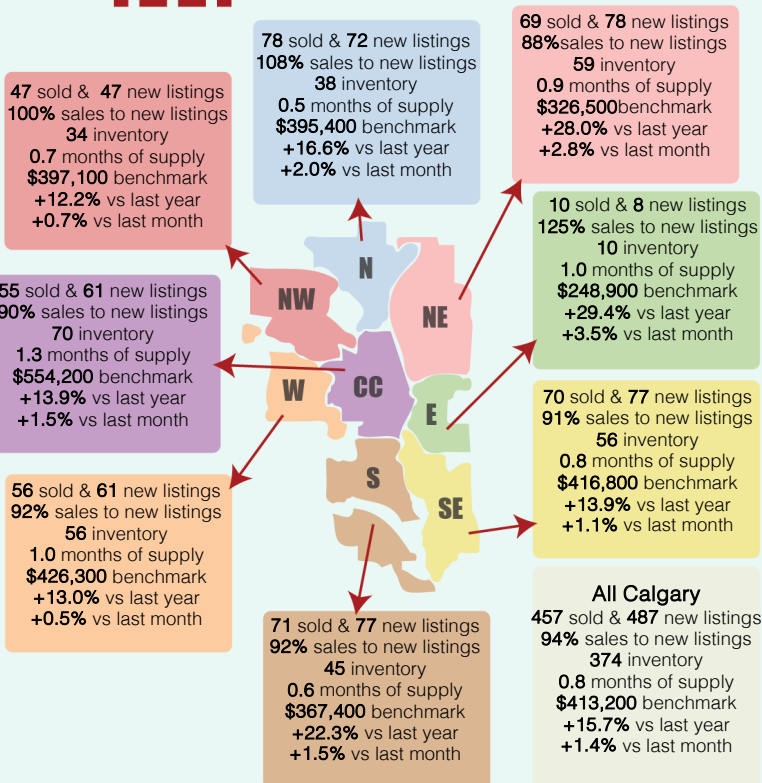 78 sold & 72 new listings
108% sales to new listings
38 inventory
0.5 months of supply
$395,400 benchmark
+16.6% vs last year
+2.0% vs last month
69 sold & 78 new listings
88%sales to new listings
59 inventory
0.9 months of supply
$326,500benchmark
+28.0% vs last year
+2.8% vs last month
47 sold & 47 new listings
100% sales to new listings
34 inventory
0.7 months of supply
$397,100 benchmark
+12.2% vs last year
+0.7% vs last month
10 sold & 8 new listings
125% sales to new listings
10 inventory
1.0 months of supply
$248,900 benchmark
+29.4% vs last year
+3.5% vs last month
N
NW
NE
W
CC
E
S
SE
55 sold & 61 new listings
90% sales to new listings
70 inventory
1.3 months of supply
$554,200 benchmark
+13.9% vs last year
+1.5% vs last month
70 sold & 77 new listings
91% sales to new listings
56 inventory
0.8 months of supply
$416,800 benchmark
+13.9% vs last year
+1.1% vs last month
56 sold & 61 new listings
92% sales to new listings
56 inventory
1.0 months of supply
$426,300 benchmark
+13.0% vs last year
+0.5% vs last month
71 sold & 77 new listings
92% sales to new listings
45 inventory
0.6 months of supply
$367,400 benchmark
+22.3% vs last year
+1.5% vs last month
All Calgary
457 sold & 487 new listings
94% sales to new listings
374 inventory
0.8 months of supply
$413,200 benchmark
+15.7% vs last year
+1.4% vs last month